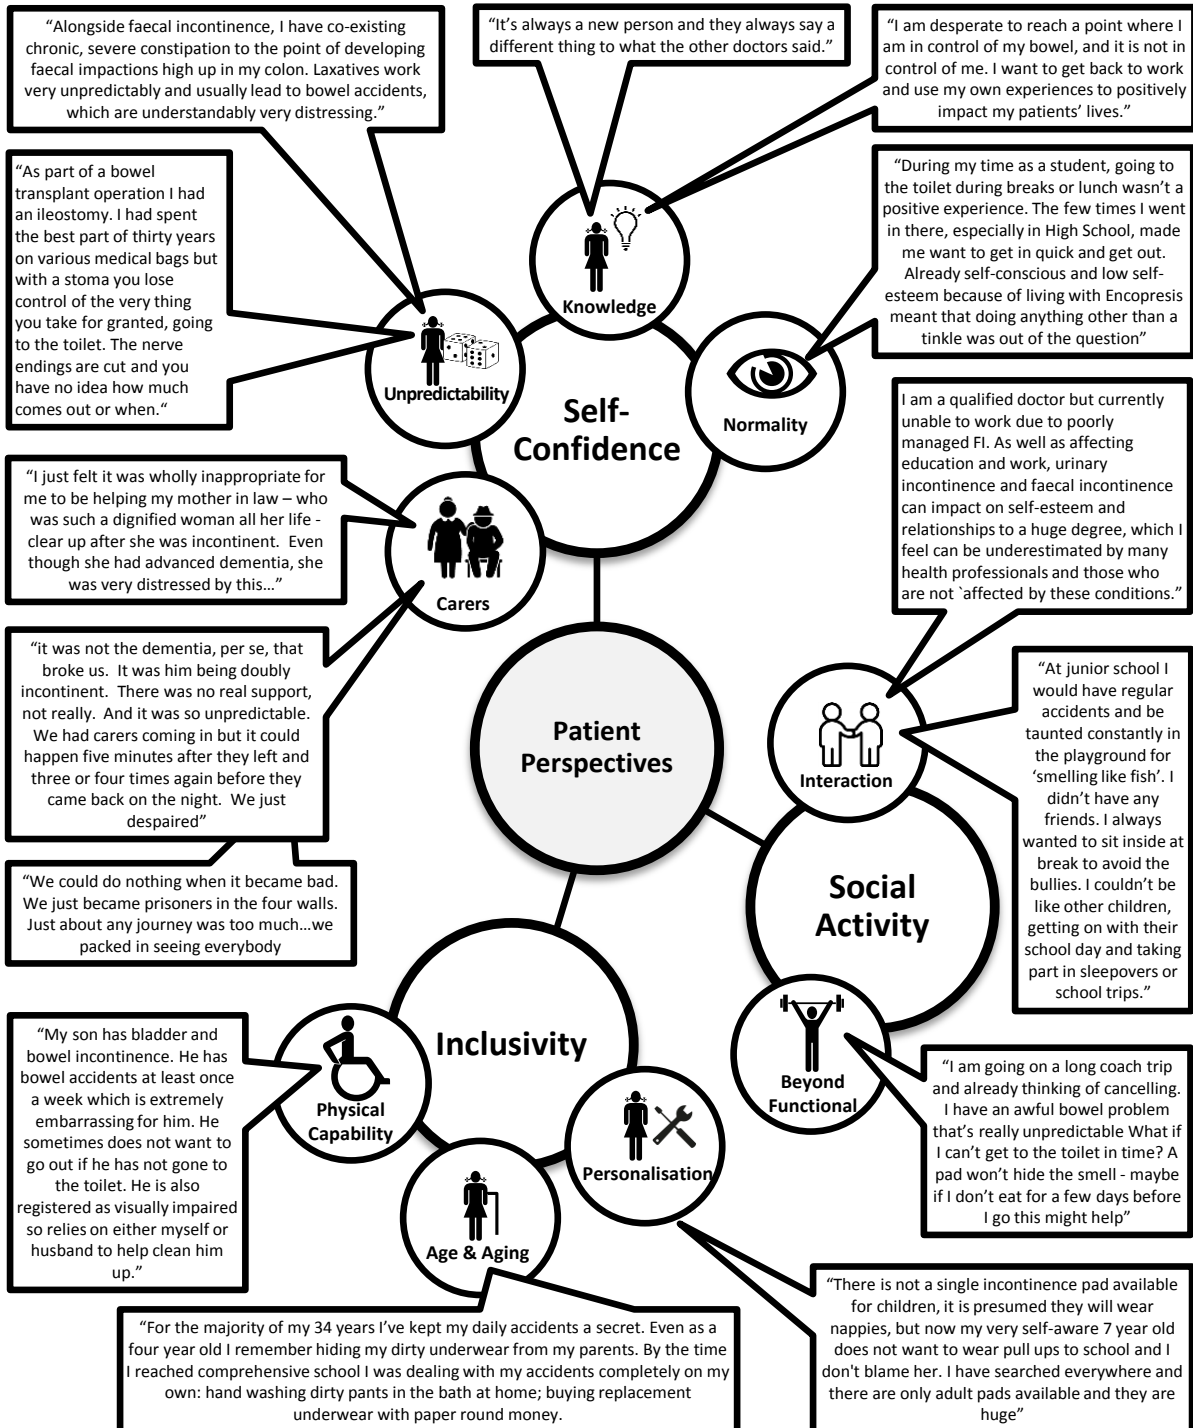 “Alongside faecal incontinence, I have co-existing
chronic, severe constipation to the point of developing
faecal impactions high up in my colon. Laxatives work
very unpredictably and usually lead to bowel accidents,
which are understandably very distressing.”
“It’s always a new person and they always say a
different thing to what the other doctors said.”
“I am desperate to reach a point where I
am in control of my bowel, and it is not in
control of me. I want to get back to work
and use my own experiences to positively
impact my patients’ lives.”
“As part of a bowel
transplant operation I had
an ileostomy. I had spent
the best part of thirty years
on various medical bags but
with a stoma you lose
control of the very thing
you take for granted, going
to the toilet. The nerve
endings are cut and you
have no idea how much
comes out or when.“
“During my time as a student, going to
the toilet during breaks or lunch wasn’t a
positive experience. The few times I went
in there, especially in High School, made
me want to get in quick and get out.
Already self-conscious and low self-
esteem because of living with Encopresis
meant that doing anything other than a
tinkle was out of the question”
Knowledge
Unpredictability
Normality
Self-
Confidence
Carers
“I just felt it was wholly inappropriate for
me to be helping my mother in law – who
was such a dignified woman all her life -
clear up after she was incontinent. Even
though she had advanced dementia, she
was very distressed by this…”
I am a qualified doctor but currently
unable to work due to poorly
managed FI. As well as affecting
education and work, urinary
incontinence and faecal incontinence
can impact on self-esteem and
relationships to a huge degree, which I
feel can be underestimated by many
health professionals and those who
are not `affected by these conditions.”
“it was not the dementia, per se, that
broke us. It was him being doubly
incontinent. There was no real support,
not really. And it was so unpredictable.
We had carers coming in but it could
happen five minutes after they left and
three or four times again before they
came back on the night. We just
despaired”
Patient
Perspectives
Interaction
“At junior school I
would have regular
accidents and be
taunted constantly in
the playground for
‘smelling like fish’. I
didn’t have any
friends. I always
wanted to sit inside at
break to avoid the
bullies. I couldn’t be
like other children,
getting on with their
school day and taking
part in sleepovers or
school trips.”
“We could do nothing when it became bad.
We just became prisoners in the four walls.
Just about any journey was too much…we
packed in seeing everybody
Social
Activity
Inclusivity
“My son has bladder and
bowel incontinence. He has
bowel accidents at least once
a week which is extremely
embarrassing for him. He
sometimes does not want to
go out if he has not gone to
the toilet. He is also
registered as visually impaired
so relies on either myself or
husband to help clean him
up.”
Physical
Capability
Beyond
Functional
“I am going on a long coach trip
and already thinking of cancelling.
I have an awful bowel problem
that’s really unpredictable What if
I can’t get to the toilet in time? A
pad won’t hide the smell - maybe
if I don’t eat for a few days before
I go this might help”
Personalisation
Age & Aging
“For the majority of my 34 years I’ve kept my daily accidents a secret. Even as a
four year old I remember hiding my dirty underwear from my parents. By the time
I reached comprehensive school I was dealing with my accidents completely on my
own: hand washing dirty pants in the bath at home; buying replacement
underwear with paper round money.
“There is not a single incontinence pad available
for children, it is presumed they will wear
nappies, but now my very self-aware 7 year old
does not want to wear pull ups to school and I
don't blame her. I have searched everywhere and
there are only adult pads available and they are
huge”